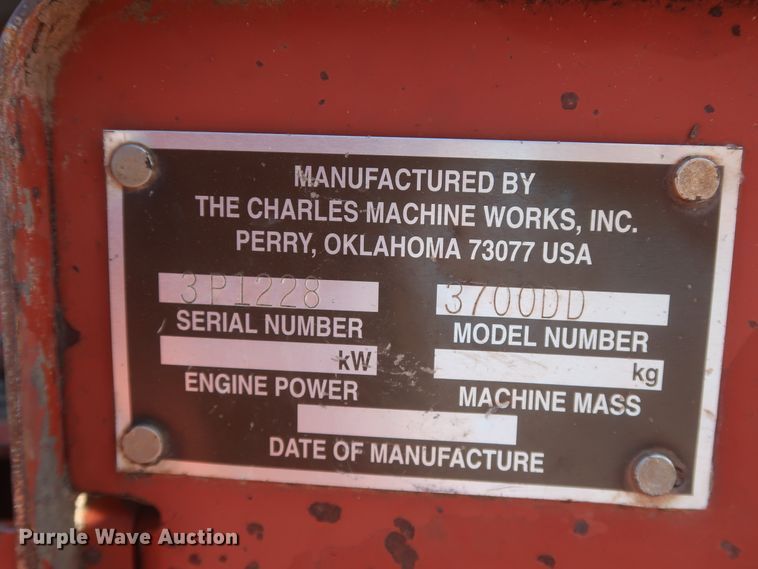 MANUFACTURED BY
THE CHARLES MACHINE WORKS, INC.
PERRY, OKLAHOMA 73077 USA
3P1228 3700DD
SERIAL NUMBER MODEL NUMBER
kW kg
ENGINE POWER MACHINE MASS
DATE OF MANUFACTURE
Purple Wave Auction